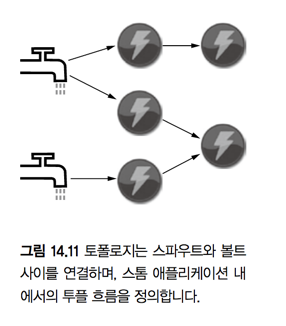 그림 14.11 토폴로지는 스파우트와 볼트
사이를 연결하며, 스톰 애플리케이션 내
에서의 투플 흐름을 정의합니다.